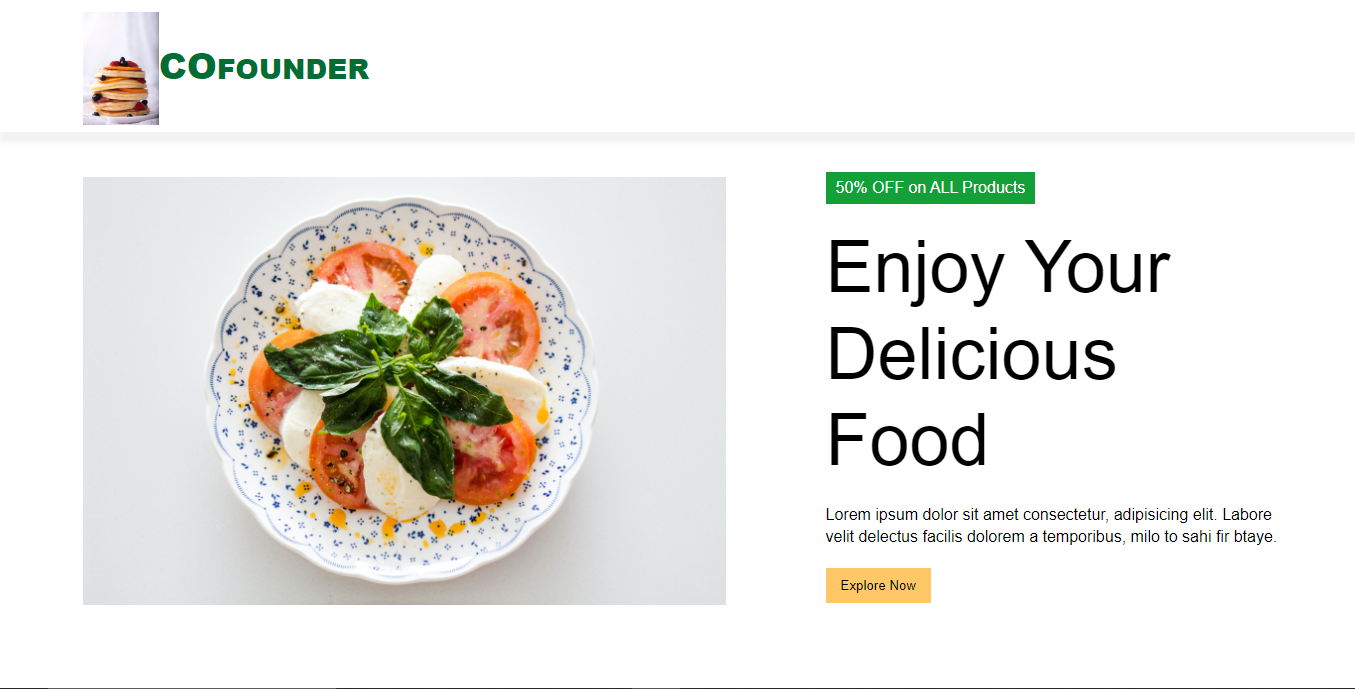 COFOUNDER
50% OFF on ALL Products
Enjoy Your
Delicious
Food
Lorem ipsum dolor sit amet consectetur, adipisicing elit. Labore
velit delectus facilis dolorem a temporibus, milo to sahi fir btaye.
Explore Now